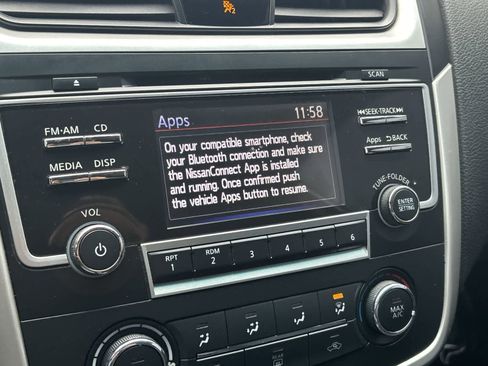 2
SCAN
Apps 11:58
On your compatible smartphone, check
your Bluetooth connection and make sure
the NissanConnect App is installed
and running. Once confirmed push
the vehicle Apps button to resume.
FM·AM CD
MEDIA DISP
VOL
SEEK·TRACK
Apps BACK
TUNE·FOLDER
ENTER
SETTING
RPT
1
RDM
2
3
4
5
6
MAX
A/C
REAR